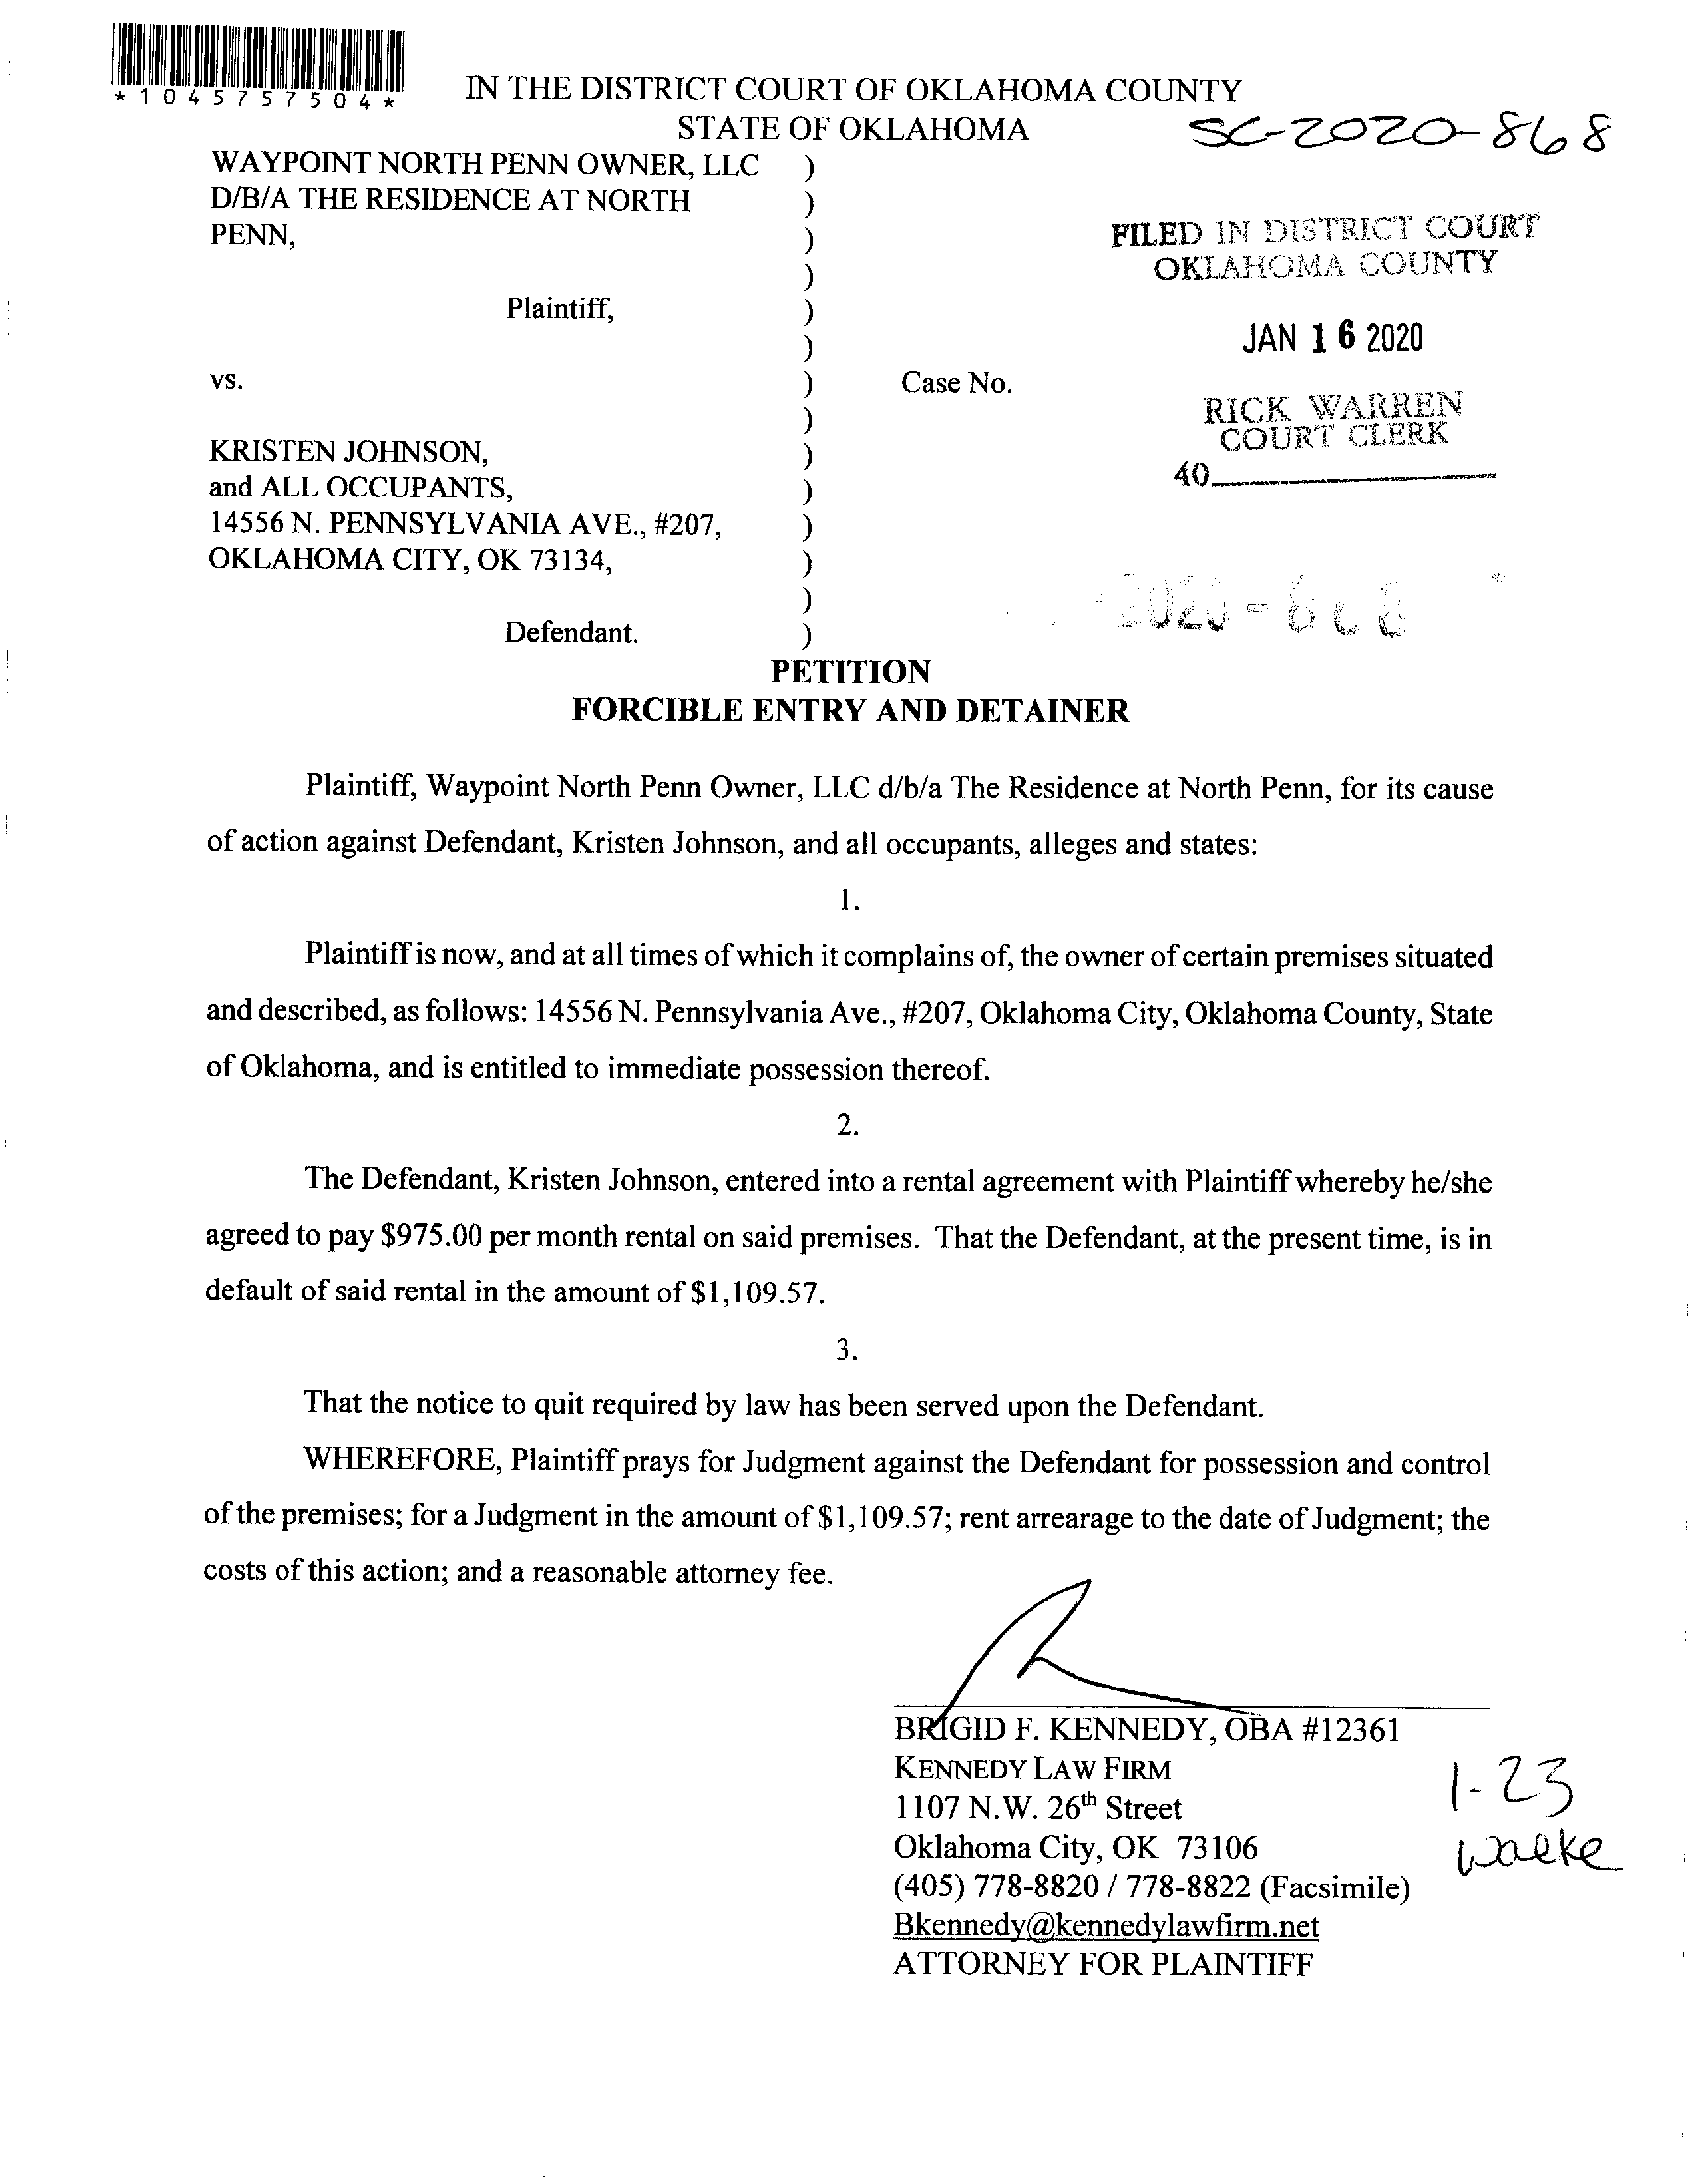 *1045757504*
IN THE DISTRICT COURT OF OKLAHOMA COUNTY
STATE OF OKLAHOMA
SC-2020-868
WAYPOINT NORTH PENN OWNER, LLC )
D/B/A THE RESIDENCE AT NORTH )
PENN, )
FILED IN DISTRICT COURT
OKLAHOMA COUNTY
)
Plaintiff, )
)
JAN 16 2020
vs. ) Case No.
RICK WARREN
COURT CLERK
)
KRISTEN JOHNSON, )
40
and ALL OCCUPANTS, )
14556 N. PENNSYLVANIA AVE., #207, )
OKLAHOMA CITY, OK 73134, )
)
Defendant. )
PETITION
FORCIBLE ENTRY AND DETAINER
Plaintiff, Waypoint North Penn Owner, LLC d/b/a The Residence at North Penn, for its cause
of action against Defendant, Kristen Johnson, and all occupants, alleges and states:
1.
Plaintiff is now, and at all times of which it complains of, the owner of certain premises situated
and described, as follows: 14556 N. Pennsylvania Ave., #207, Oklahoma City, Oklahoma County, State
of Oklahoma, and is entitled to immediate possession thereof.
2.
The Defendant, Kristen Johnson, entered into a rental agreement with Plaintiff whereby he/she
agreed to pay $975.00 per month rental on said premises. That the Defendant, at the present time, is in
default of said rental in the amount of $1,109.57.
3.
That the notice to quit required by law has been served upon the Defendant.
WHEREFORE, Plaintiff prays for Judgment against the Defendant for possession and control
of the premises; for a Judgment in the amount of $1,109.57; rent arrearage to the date of Judgment; the
costs of this action; and a reasonable attorney fee.
BRIGID F. KENNEDY, OBA #12361
KENNEDY LAW FIRM
1107 N.W. 26th Street
Oklahoma City, OK 73106
(405) 778-8820 / 778-8822 (Facsimile)
Bkennedy@kennedylawfirm.net
ATTORNEY FOR PLAINTIFF
1-23